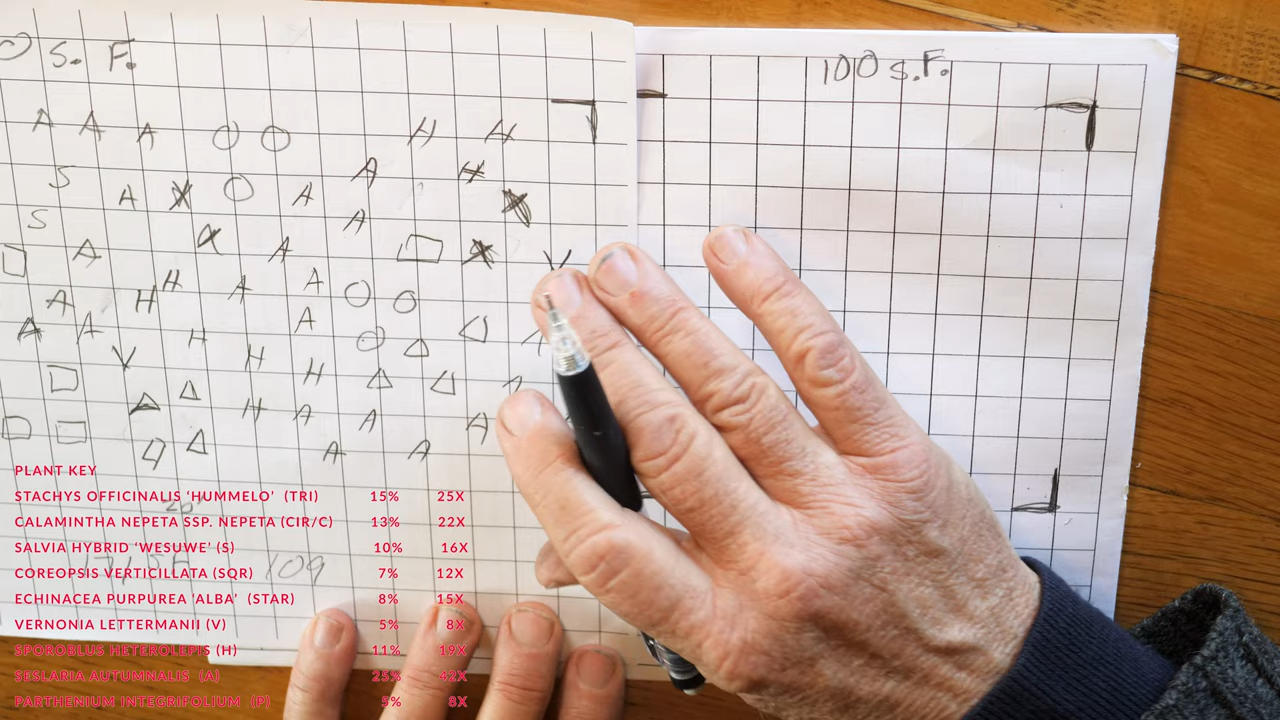 S. F.
100 S.F.
A A A O O H H
S A X O A A H
S A
A A A
A H H A A O O
A A H A O
V H H
H A A A
A A
PLANT KEY
STACHYS OFFICINALIS ‘HUMMELO’ (TRI) 15% 25X
CALAMINTHA NEPETA SSP. NEPETA (CIR/C) 13% 22X
SALVIA HYBRID ‘WESUWE’ (S) 10% 16X
109
COREOPSIS VERTICILLATA (SQR) 7% 12X
ECHINACEA PURPUREA ‘ALBA’ (STAR) 8% 15X
VERNONIA LETTERMANII (V) 5% 8X
SPOROBLUS HETEROLEPIS (H) 11% 19X
SESLARIA AUTUMNALIS (A) 25% 42X
PARTHENIUM INTEGRIFOLIUM (P) 5% 8X